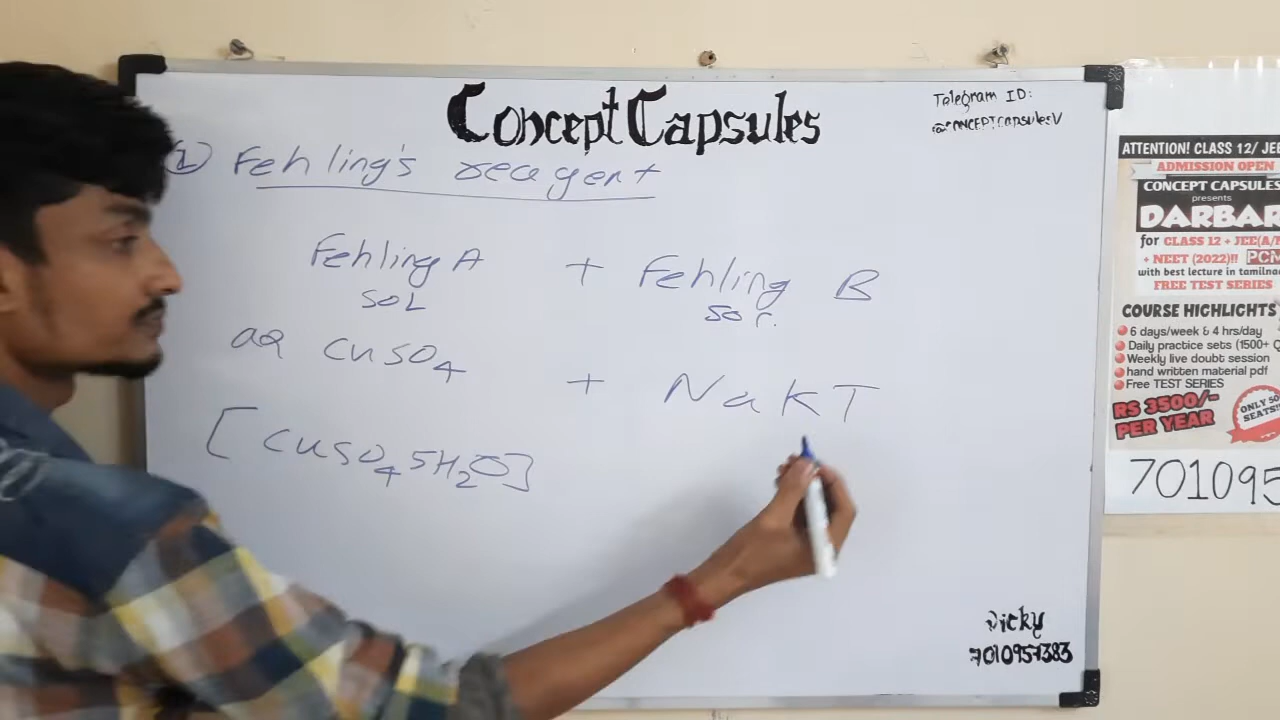 Concept Capsules
Telegram ID:
@CONCEPTCapsulesV
1) Fehling's reagent
Fehling A + Fehling B
Sol Sol.
aq CuSO4 + NaKT
[CuSO4 5H2O]
Vicky
7010957383
ATTENTION! CLASS 12/ JEE
ADMISSION OPEN
CONCEPT CAPSULES
presents
DARBAR
for CLASS 12 + JEE(A/M
+ NEET (2022)!! PCM
with best lecture in tamilna
FREE TEST SERIES
COURSE HIGHLIGHTS
6 days/week & 4 hrs/day
Daily practice sets (1500+ Q
Weekly live doubt session
hand written material pdf
Free TEST SERIES
RS 3500/-
PER YEAR
ONLY 50
SEATS!!
701095